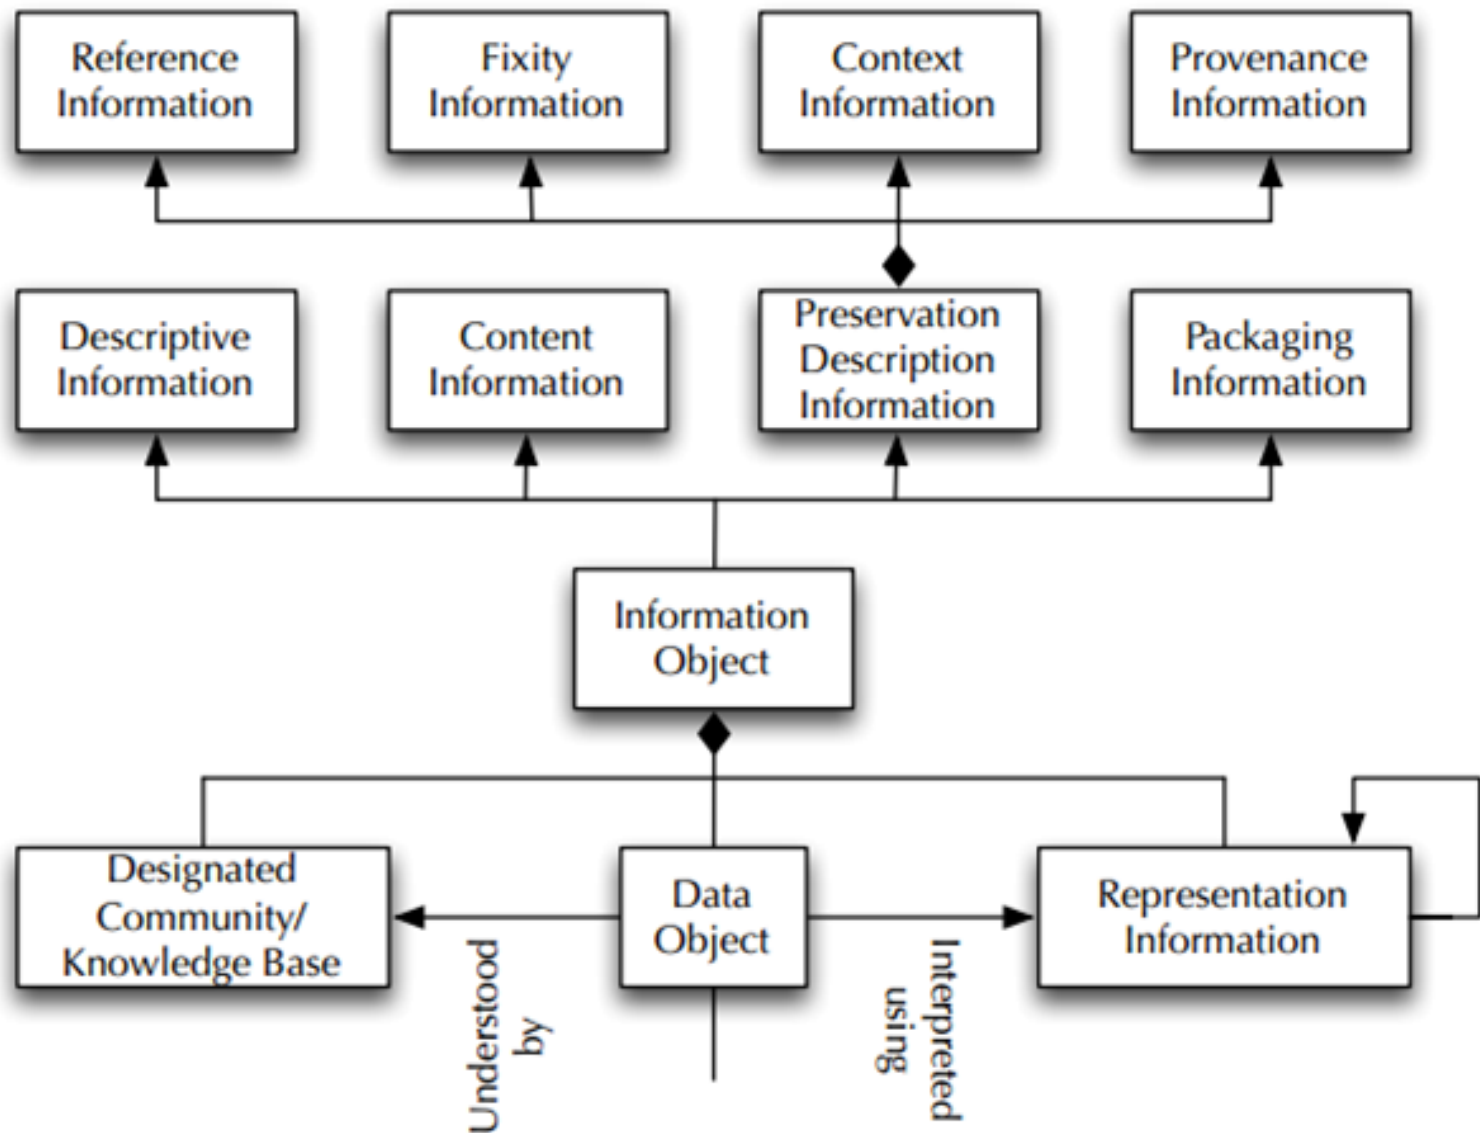 Reference
Information
Fixity
Information
Context
Information
Provenance
Information
Descriptive
Information
Content
Information
Preservation
Description
Information
Packaging
Information
Information
Object
Designated
Community/
Knowledge Base
Data
Object
Representation
Information
Understood
by
Interpreted
using